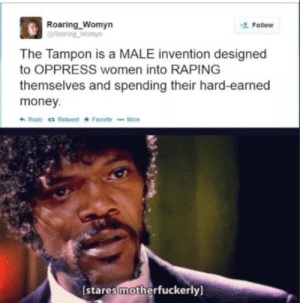 Roaring_Womyn
@Roaring_Womyn
Follow
The Tampon is a MALE invention designed
to OPPRESS women into RAPING
themselves and spending their hard-earned
money.
Reply Retweet Favorite ••• More
[stares motherfuckerly]